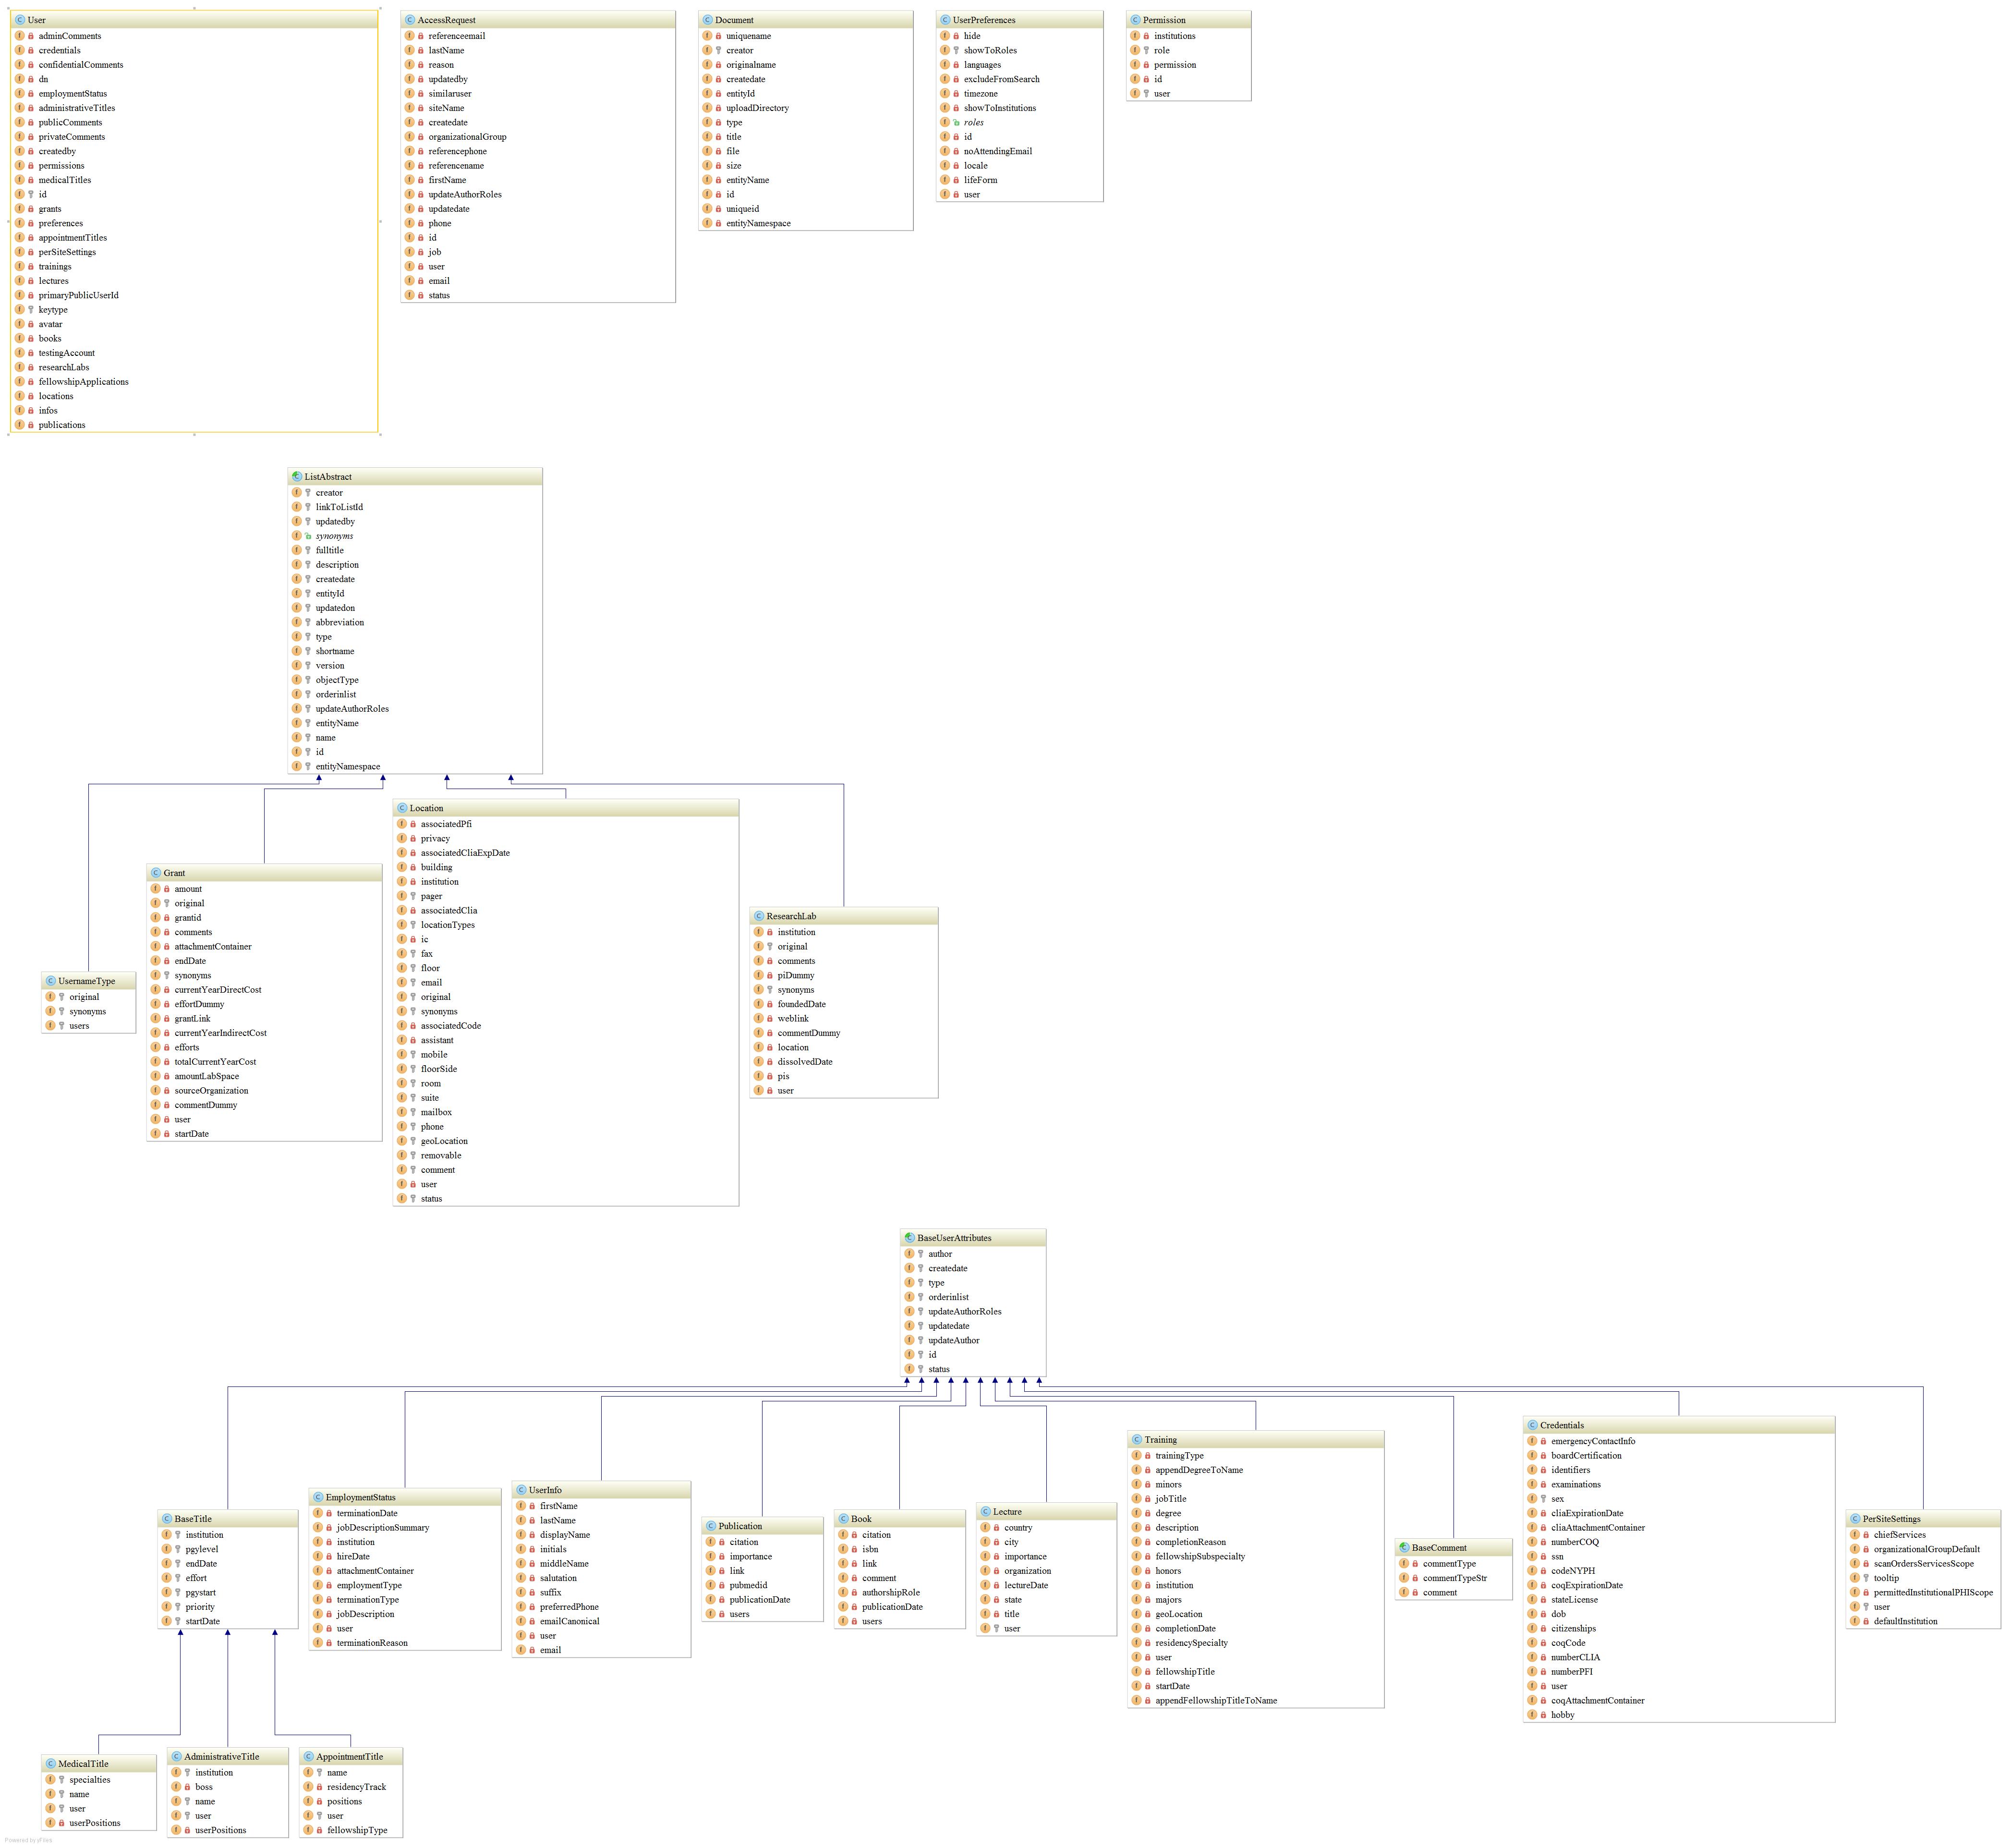 User
adminComments
credentials
confidentialComments
dn
employmentStatus
administrativeTitles
publicComments
privateComments
createdby
permissions
medicalTitles
id
grants
preferences
appointmentTitles
perSiteSettings
trainings
lectures
primaryPublicUserId
keytype
avatar
books
testingAccount
researchLabs
fellowshipApplications
locations
infos
publications
AccessRequest
referenceemail
lastName
reason
updatedby
similaruser
siteName
createdate
organizationalGroup
referencephone
referencename
firstName
updateAuthorRoles
updatedate
phone
id
job
user
email
status
Document
uniquename
creator
originalname
createdate
entityId
uploadDirectory
type
title
file
size
entityName
id
uniqueid
entityNamespace
UserPreferences
hide
showToRoles
languages
excludeFromSearch
timezone
showToInstitutions
roles
id
noAttendingEmail
locale
lifeForm
user
Permission
institutions
role
permission
id
user
ListAbstract
creator
linkToListId
updatedby
synonyms
fulltitle
description
createdate
entityId
updatedon
abbreviation
type
shortname
version
objectType
orderinlist
updateAuthorRoles
entityName
name
id
entityNamespace
UsernameType
original
synonyms
users
Grant
amount
original
grantid
comments
attachmentContainer
endDate
synonyms
currentYearDirectCost
effortDummy
grantLink
currentYearIndirectCost
efforts
totalCurrentYearCost
amountLabSpace
sourceOrganization
commentDummy
user
startDate
Location
associatedPfi
privacy
associatedCliaExpDate
building
institution
pager
associatedClia
locationTypes
ic
fax
floor
email
original
synonyms
associatedCode
assistant
mobile
floorSide
room
suite
mailbox
phone
geoLocation
removable
comment
user
status
ResearchLab
institution
original
comments
piDummy
synonyms
foundedDate
weblink
commentDummy
location
dissolvedDate
pis
user
BaseUserAttributes
author
createdate
type
orderinlist
updateAuthorRoles
updatedate
updateAuthor
id
status
BaseTitle
institution
pgylevel
endDate
effort
pgystart
priority
startDate
EmploymentStatus
terminationDate
jobDescriptionSummary
institution
hireDate
attachmentContainer
employmentType
terminationType
jobDescription
user
terminationReason
UserInfo
firstName
lastName
displayName
initials
middleName
salutation
suffix
preferredPhone
emailCanonical
user
email
Publication
citation
importance
link
pubmedid
publicationDate
users
Book
citation
isbn
link
comment
authorshipRole
publicationDate
users
Lecture
country
city
importance
organization
lectureDate
state
title
user
Training
trainingType
appendDegreeToName
minors
jobTitle
degree
description
completionReason
fellowshipSubspecialty
honors
institution
majors
geoLocation
completionDate
residencySpecialty
user
fellowshipTitle
startDate
appendFellowshipTitleToName
BaseComment
commentType
commentTypeStr
comment
Credentials
emergencyContactInfo
boardCertification
identifiers
examinations
sex
cliaExpirationDate
cliaAttachmentContainer
numberCOQ
ssn
codeNYPH
coqExpirationDate
stateLicense
dob
citizenships
coqCode
numberCLIA
numberPFI
user
coqAttachmentContainer
hobby
PerSiteSettings
chiefServices
organizationalGroupDefault
scanOrdersServicesScope
tooltip
permittedInstitutionalPHIScope
user
defaultInstitution
MedicalTitle
specialties
name
user
userPositions
AdministrativeTitle
institution
boss
name
user
userPositions
AppointmentTitle
name
residencyTrack
positions
user
fellowshipType
Powered by yFiles